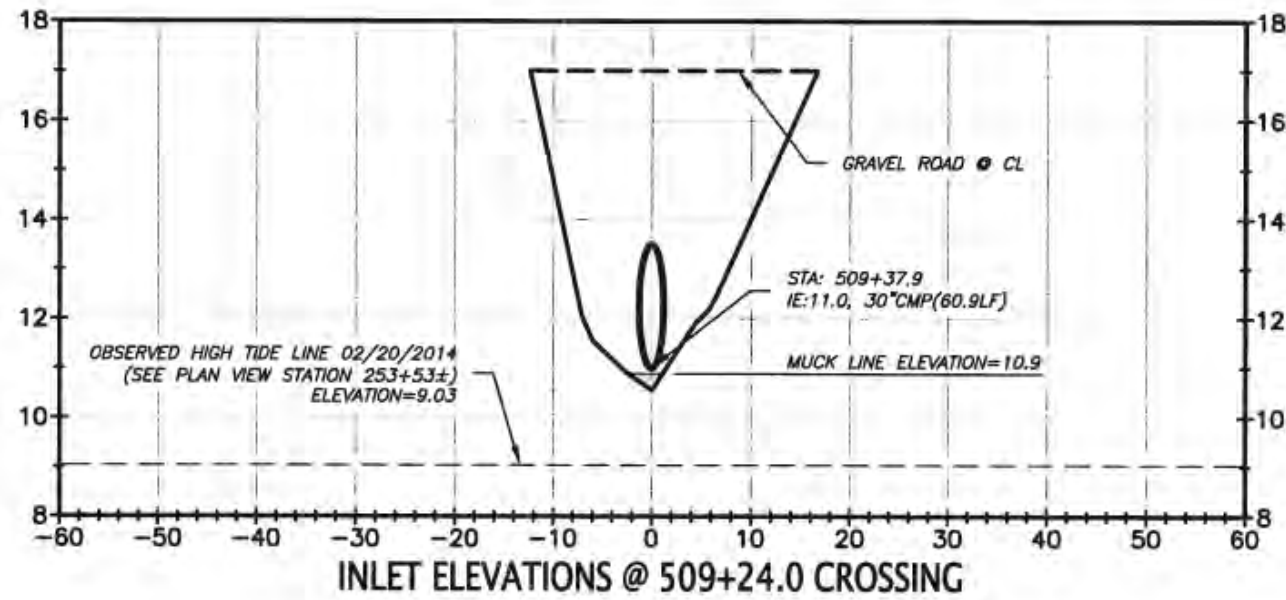 18
16
14
12
10
8
18
16
14
12
10
8
GRAVEL ROAD @ CL
STA: 509+37.9
IE:11.0, 30"CMP(60.9LF)
MUCK LINE ELEVATION=10.9
OBSERVED HIGH TIDE LINE 02/20/2014
(SEE PLAN VIEW STATION 253+53±)
ELEVATION=9.03
-60 -50 -40 -30 -20 -10 0 10 20 30 40 50 60
INLET ELEVATIONS @ 509+24.0 CROSSING